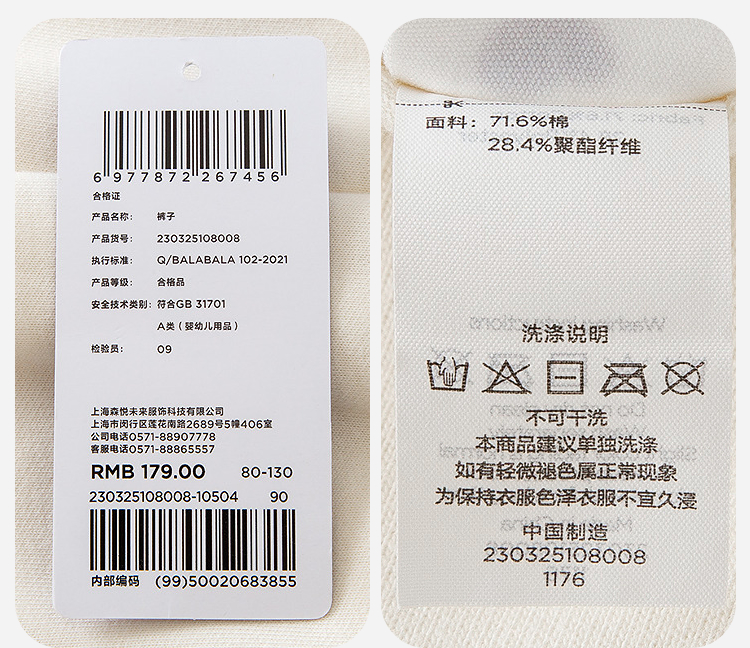 6 977872 267456
合格证
产品名称： 裤子
产品货号： 230325108008
执行标准： Q/BALABALA 102-2021
产品等级： 合格品
安全技术类别： 符合GB 31701
A类（婴幼儿用品）
检验员： 09
上海森悦未来服饰科技有限公司
上海市闵行区莲花南路2689号5幢406室
公司电话0571-88907778
客服电话0571-88865557
RMB 179.00 80-130
230325108008-10504 90
内部编码 (99)50020683855
面料： 71.6%棉
28.4%聚酯纤维
洗涤说明
不可干洗
本商品建议单独洗涤
如有轻微褪色属正常现象
为保持衣服色泽衣服不宜久浸
中国制造
230325108008
1176